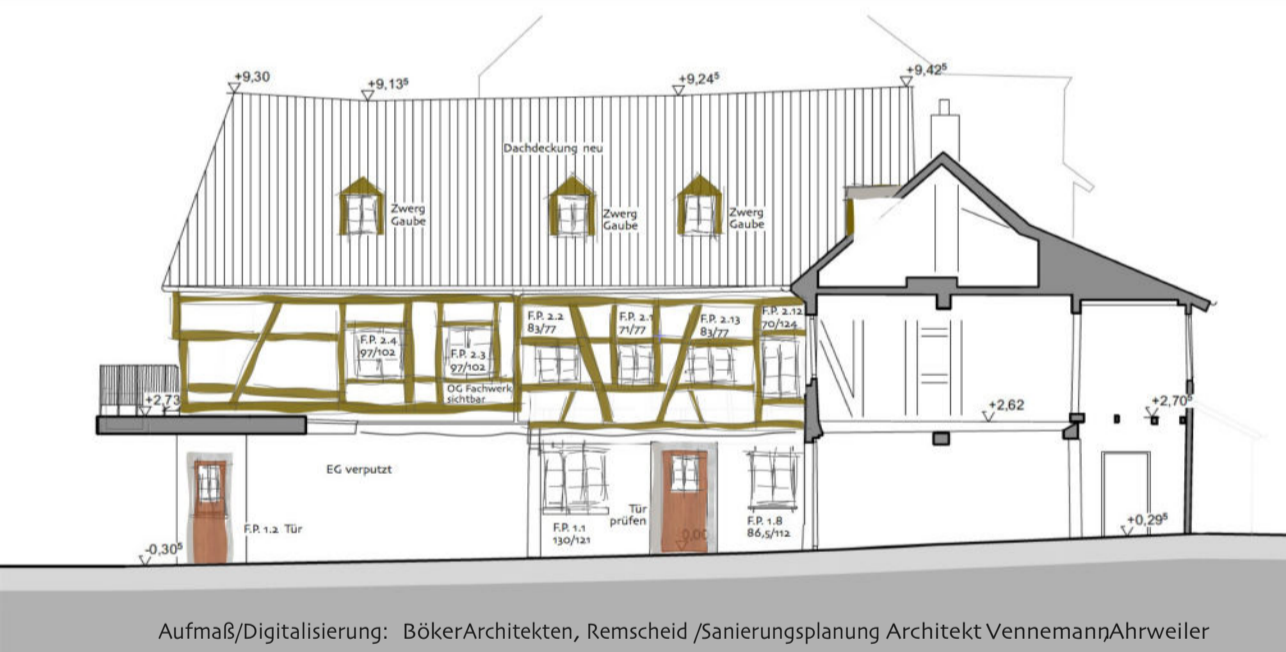 +9,30
+9,13⁵
+9,24⁵
+9,42⁵
Dachdeckung neu
Zwerg
Gaube
Zwerg
Gaube
Zwerg
Gaube
F.P. 2.4
97/102
F.P. 2.3
97/102
F.P. 2.2
83/77
F.P. 2.1
71/77
F.P. 2.13
83/77
F.P. 2.12
70/124
OG Fachwerk
sichtbar
+2,73
+2,62
+2,70⁵
EG verputzt
F.P. 1.2 Tür
F.P. 1.1
130/121
Tür
prüfen
F.P. 1.8
86,5/112
0,00
-0,30⁵
+0,29⁵
Aufmaß/Digitalisierung: BökerArchitekten, Remscheid /Sanierungsplanung Architekt Vennemann,Ahrweiler